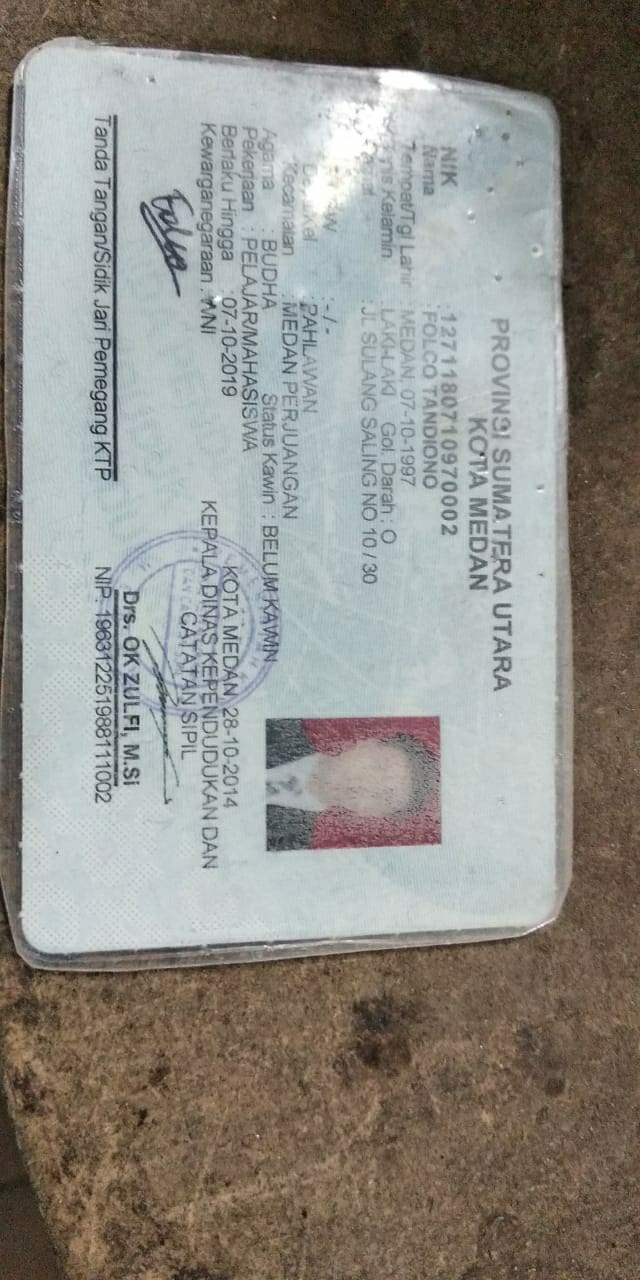 PROVINSI SUMATERA UTARA
KOTA MEDAN
NIK : 1271180710970002
Nama : FOLCO TANDIONO
Tempat/Tgl Lahir : MEDAN, 07-10-1997
Jenis Kelamin : LAKI-LAKI Gol. Darah : O
Alamat : Jl. SULANG SALING NO 10 / 30
RT/RW : - / -
: PAHLAWAN
Kecamatan : MEDAN PERJUANGAN
Agama : BUDHA Status Kawin : BELUM KAWIN
Pekerjaan : PELAJAR/MAHASISWA
Berlaku Hingga : 07-10-2019
Kewarganegaraan : WNI
KOTA MEDAN, 28-10-2014
KEPALA DINAS KEPENDUDUKAN DAN
CATATAN SIPIL
Folco
Drs. OK ZULFI, M.Si
Tanda Tangan/Sidik Jari Pemegang KTP
NIP. 196312251988111002